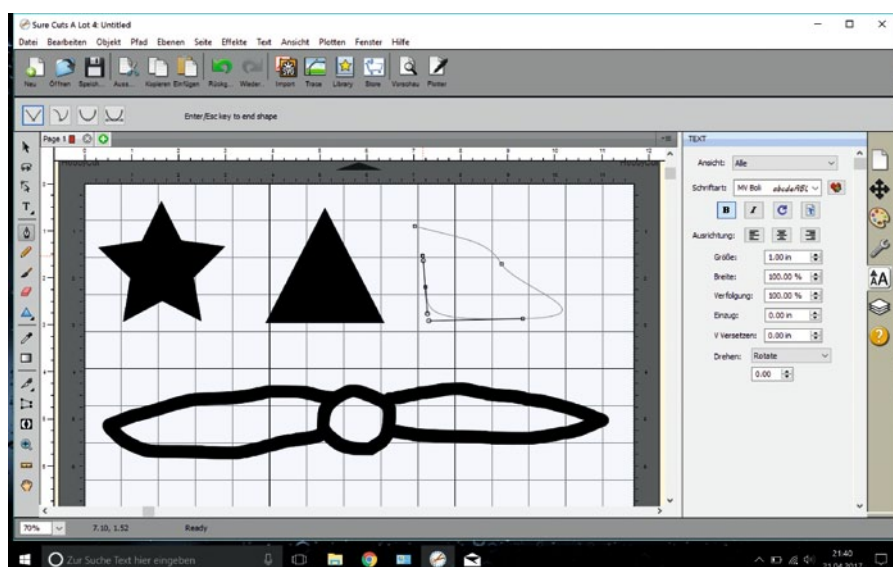 Sure Cuts A Lot 4: Untitled
Datei Bearbeiten Objekt Pfad Ebenen Seite Effekte Text Ansicht Plotten Fenster Hilfe
Neu Öffnen Speich... Auss... Kopieren Einfügen Rückg... Wieder... Import Trace Library Store Vorschau Plotter
Enter/Esc key to end shape
Page 1
TEXT
Ansicht: Alle
Schriftart: MV Boli
B I
Ausrichtung:
Größe: 1.00 in
Breite: 100.00 %
Verfolgung: 100.00 %
Einzug: 0.00 in
V Versetzen: 0.00 in
Drehen: Rotate
0.00
70% 7.10, 1.52 Ready
Zur Suche Text hier eingeben
21:40
21.04.2017